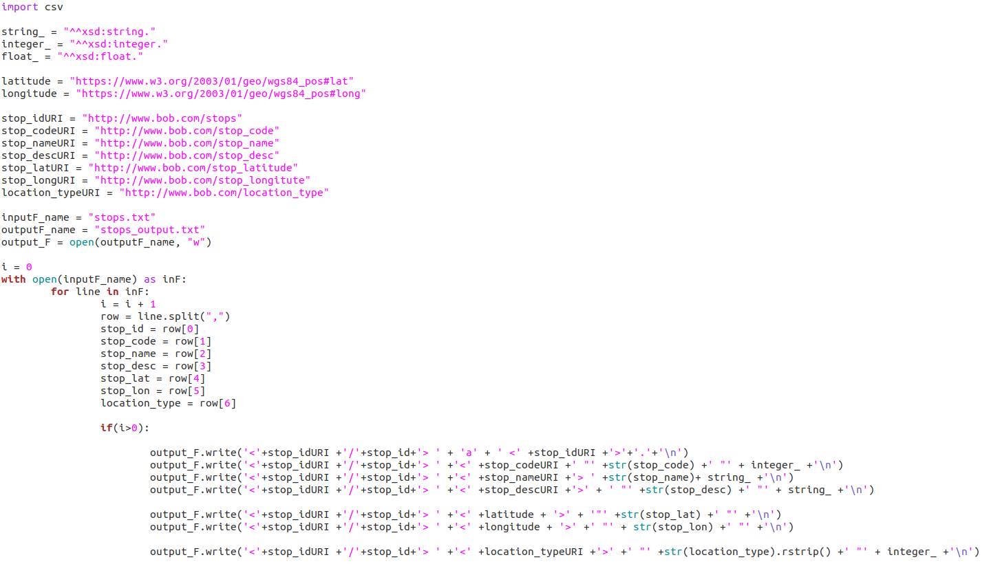 import csv

string_ = "^^xsd:string."
integer_ = "^^xsd:integer."
float_ = "^^xsd:float."

latitude = "https://www.w3.org/2003/01/geo/wgs84_pos#lat"
longitude = "https://www.w3.org/2003/01/geo/wgs84_pos#long"

stop_idURI = "http://www.bob.com/stops"
stop_codeURI = "http://www.bob.com/stop_code"
stop_nameURI = "http://www.bob.com/stop_name"
stop_descURI = "http://www.bob.com/stop_desc"
stop_latURI = "http://www.bob.com/stop_latitude"
stop_longURI = "http://www.bob.com/stop_longitute"
location_typeURI = "http://www.bob.com/location_type"

inputF_name = "stops.txt"
outputF_name = "stops_output.txt"
output_F = open(outputF_name, "w")

i = 0
with open(inputF_name) as inF:
        for line in inF:
                i = i + 1
                row = line.split(",")
                stop_id = row[0]
                stop_code = row[1]
                stop_name = row[2]
                stop_desc = row[3]
                stop_lat = row[4]
                stop_lon = row[5]
                location_type = row[6]

                if(i>0):

                        output_F.write('<'+stop_idURI +'/'+stop_id+'> ' + 'a' + ' <' +stop_idURI +'>'+'.'+'\n')
                        output_F.write('<'+stop_idURI +'/'+stop_id+'> ' +'<' +stop_codeURI +' "' +str(stop_code) +' "' + integer_ +'\n')
                        output_F.write('<'+stop_idURI +'/'+stop_id+'> ' +'<' +stop_nameURI +'> ' +str(stop_name)+ string_ +'\n')
                        output_F.write('<'+stop_idURI +'/'+stop_id+'> ' +'<' +stop_descURI +'>' + ' "' +str(stop_desc) +' "' + string_ +'\n')

                        output_F.write('<'+stop_idURI +'/'+stop_id+'> ' +'<' +latitude + '>' + '"' +str(stop_lat) +' "' +'\n')
                        output_F.write('<'+stop_idURI +'/'+stop_id+'> ' +'<' +longitude + '>' +' "' + str(stop_lon) +' "' +'\n')

                        output_F.write('<'+stop_idURI +'/'+stop_id+'> ' +'<' +location_typeURI +'>' +' "' +str(location_type).rstrip() +' "' + integer_ +'\n')